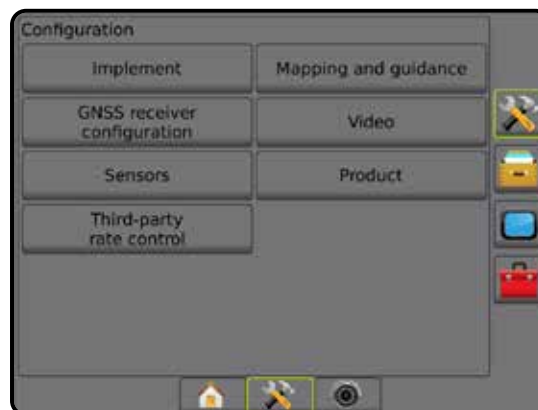 Configuration
Implement
Mapping and guidance
GNSS receiver
configuration
Video
Sensors
Product
Third-party
rate control